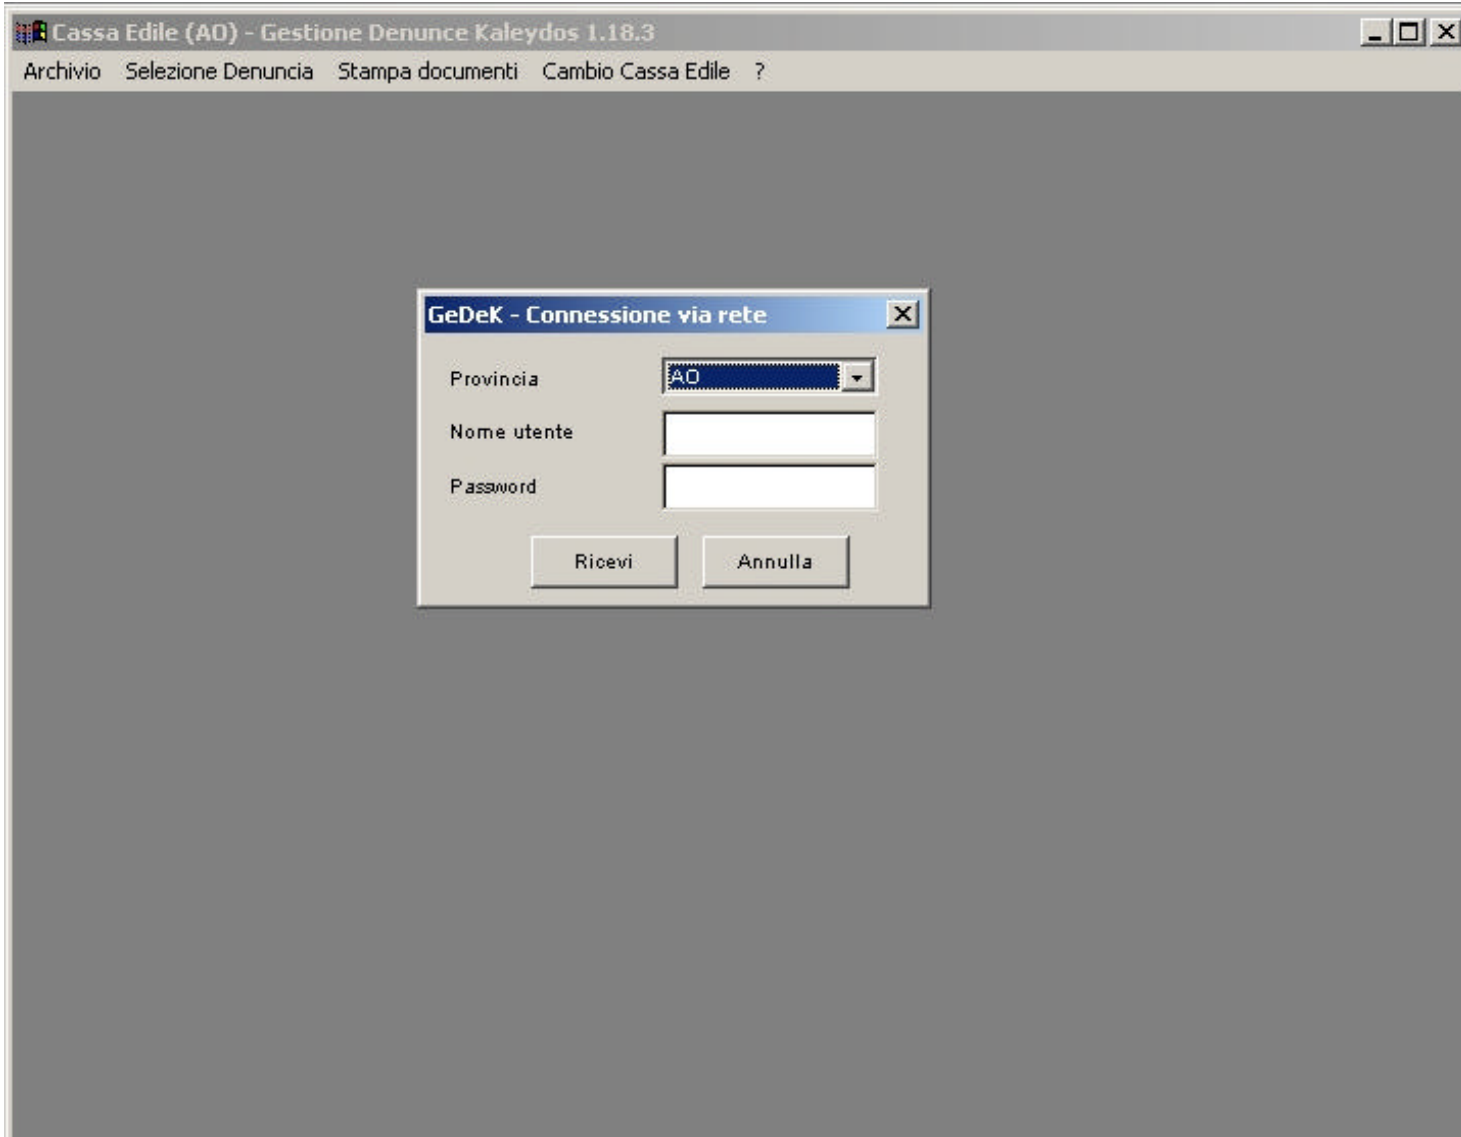 Cassa Edile (AO) - Gestione Denunce Kaleydos 1.18.3
Archivio Selezione Denuncia Stampa documenti Cambio Cassa Edile ?
GeDeK - Connessione via rete
Provincia AO
Nome utente
Password
Ricevi Annulla